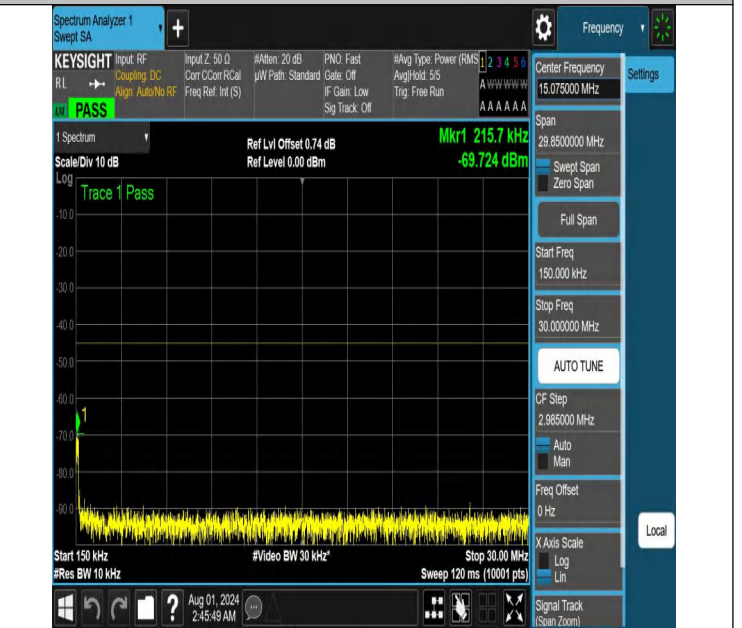 Spectrum Analyzer 1
Swept SA
+
Frequency
KEYSIGHT
RL
PASS
Input: RF
Coupling: DC
Align: Auto/No RF
Input Z: 50 Ω
Corr CCorr RCal
Freq Ref: Int (S)
#Atten: 20 dB
µW Path: Standard
PNO: Fast
Gate: Off
IF Gain: Low
Sig Track: Off
#Avg Type: Power (RMS
Avg|Hold: 5/5
Trig: Free Run
1 2 3 4 5 6
A W W W W W
A A A A A A
1 Spectrum
Scale/Div 10 dB
Ref Lvl Offset 0.74 dB
Ref Level 0.00 dBm
Mkr1 215.7 kHz
-69.724 dBm
Log
Trace 1 Pass
-10.0
-20.0
-30.0
-40.0
-50.0
-60.0
-70.0
-80.0
-90.0
1
Start 150 kHz
#Video BW 30 kHz*
Stop 30.00 MHz
#Res BW 10 kHz
Sweep 120 ms (10001 pts)
Center Frequency
15.075000 MHz
Settings
Span
29.8500000 MHz
Swept Span
Zero Span
Full Span
Start Freq
150.000 kHz
Stop Freq
30.000000 MHz
AUTO TUNE
CF Step
2.985000 MHz
Auto
Man
Freq Offset
0 Hz
X Axis Scale
Log
Lin
Local
Signal Track
(Span Zoom)
?
Aug 01, 2024
2:45:49 AM